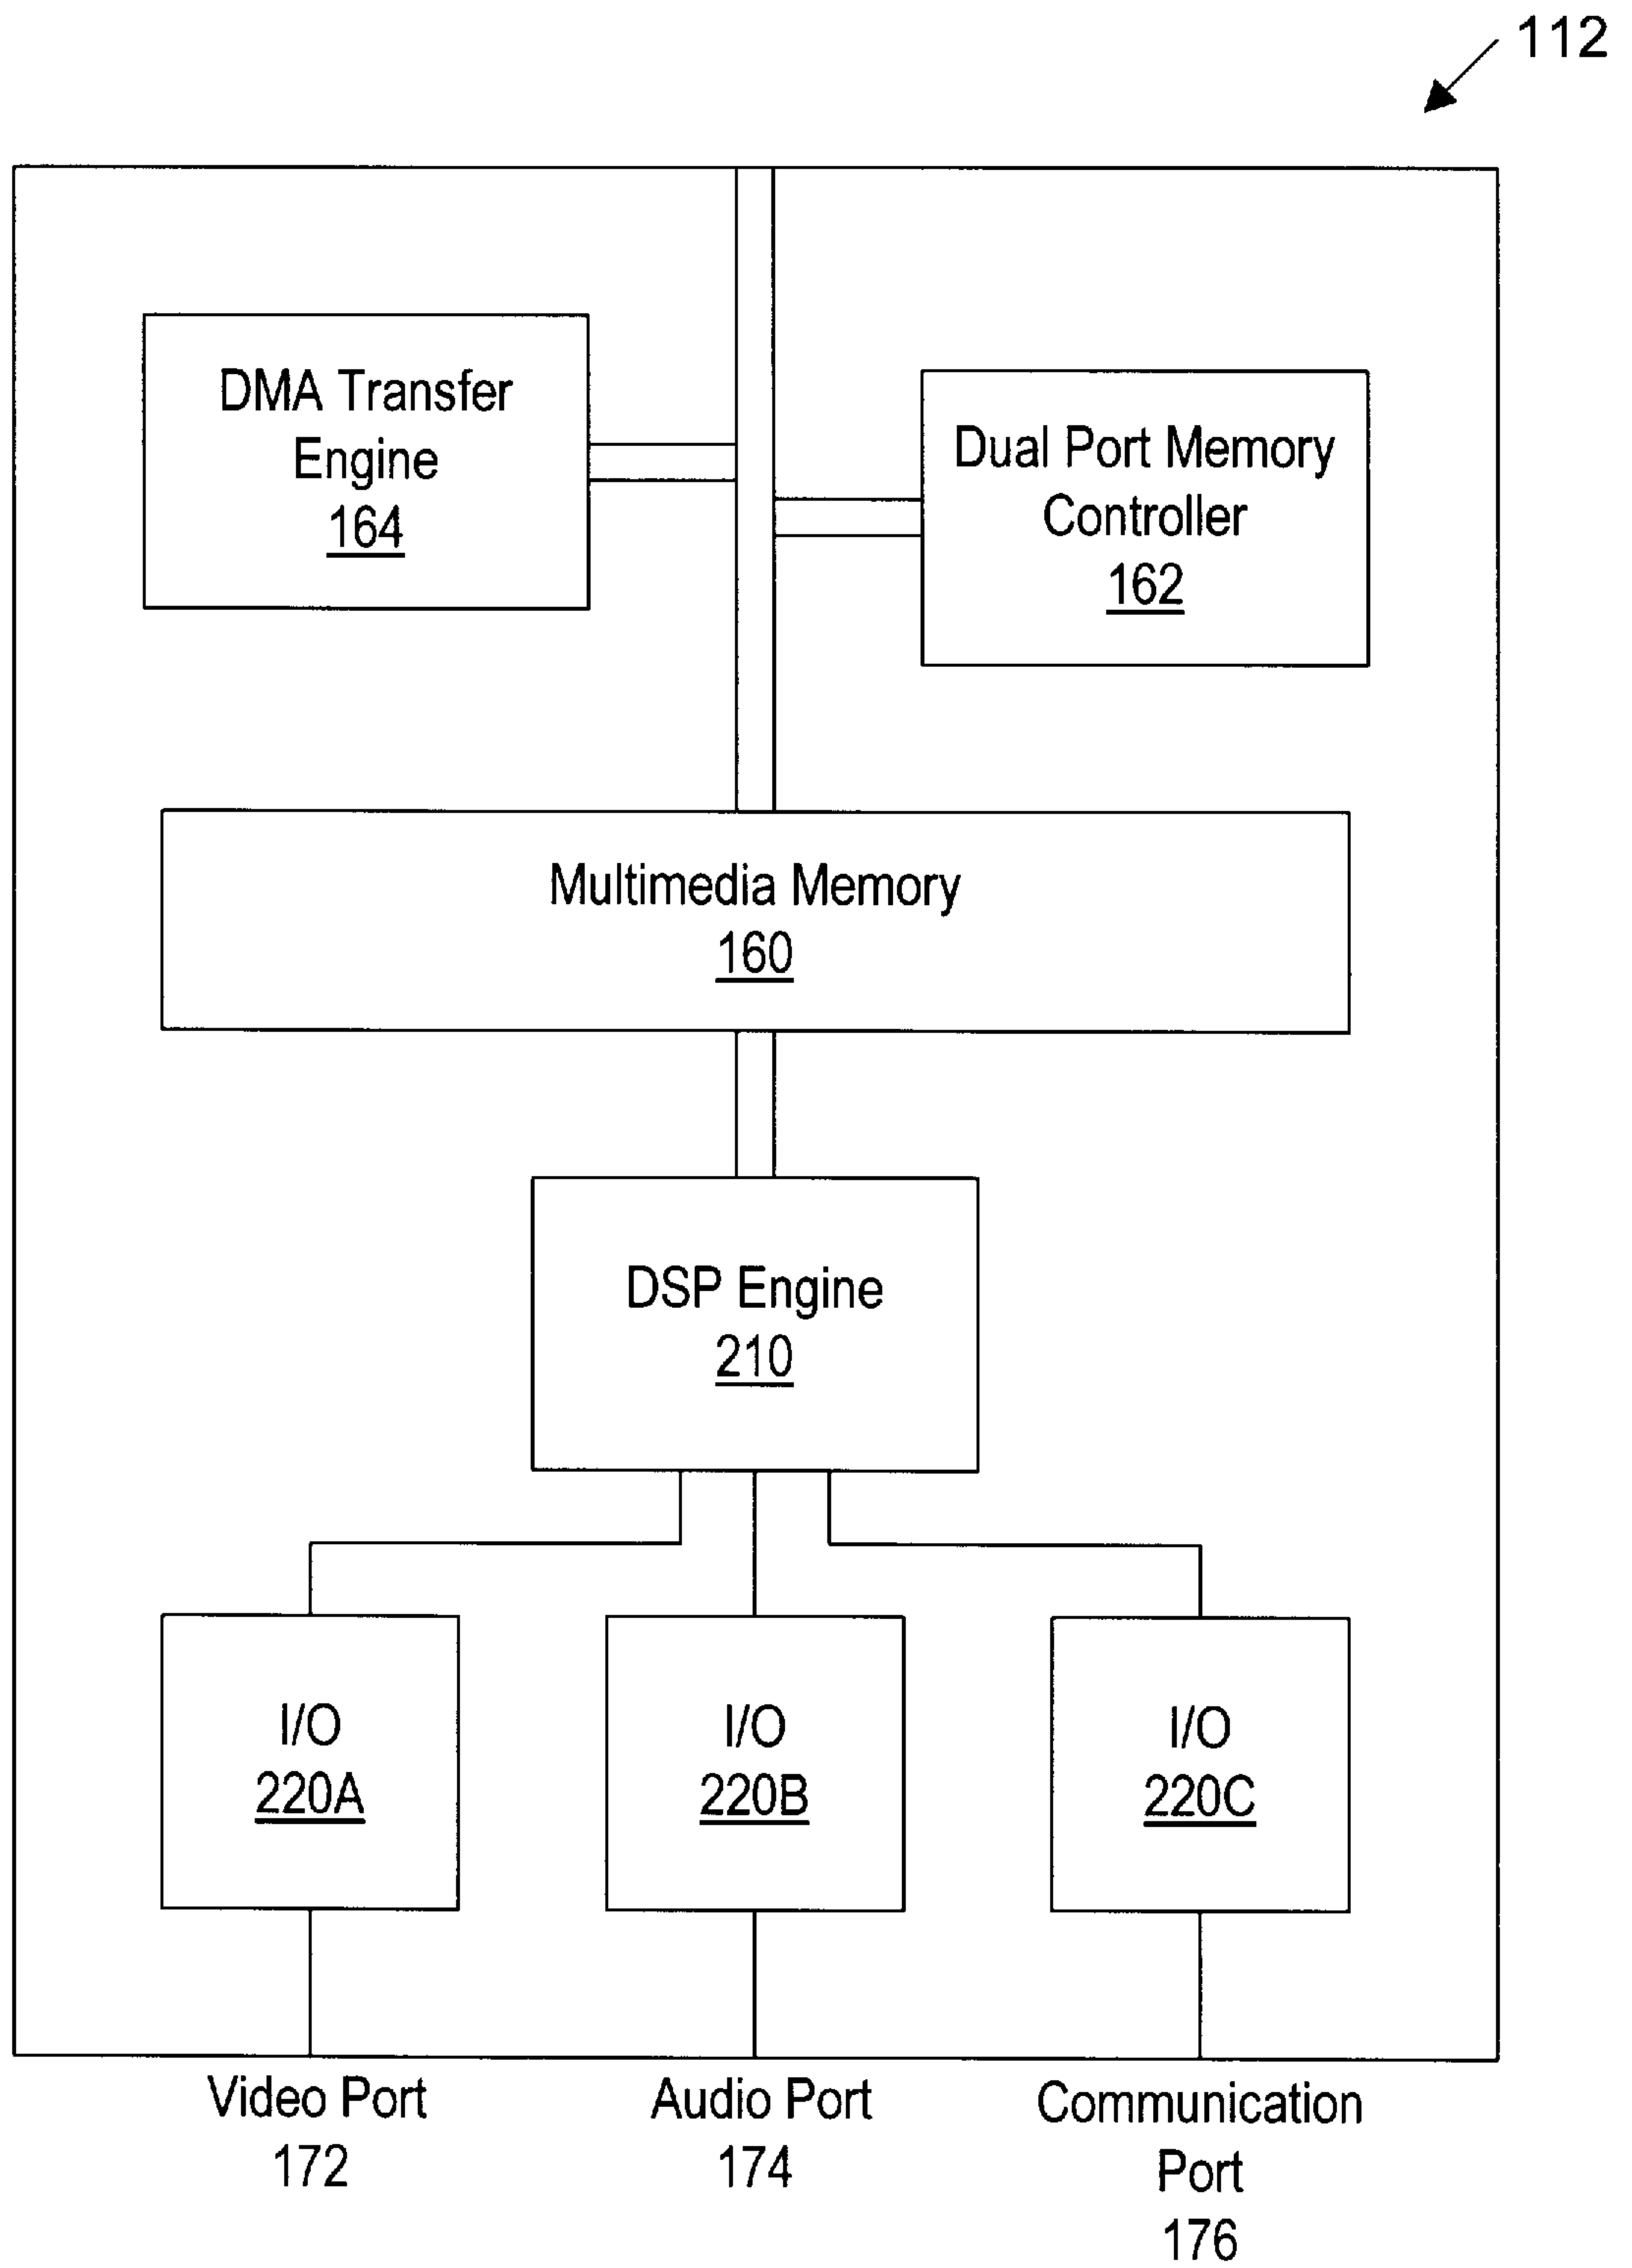 112
DMA Transfer
Engine
164
Dual Port Memory
Controller
162
Multimedia Memory
160
DSP Engine
210
I/O
220A
I/O
220B
I/O
220C
Video Port
172
Audio Port
174
Communication
Port
176